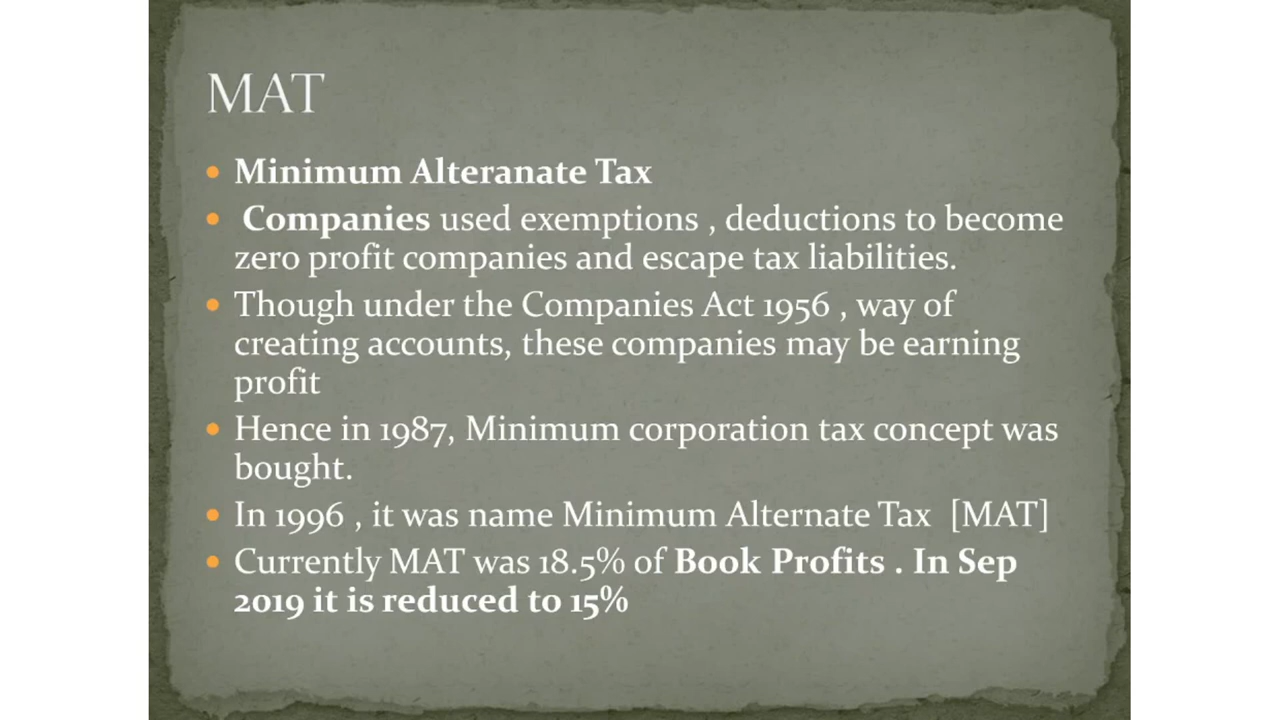 MAT
Minimum Alteranate Tax
Companies used exemptions , deductions to become
zero profit companies and escape tax liabilities.
Though under the Companies Act 1956 , way of
creating accounts, these companies may be earning
profit
Hence in 1987, Minimum corporation tax concept was
bought.
In 1996 , it was name Minimum Alternate Tax [MAT]
Currently MAT was 18.5% of Book Profits . In Sep
2019 it is reduced to 15%